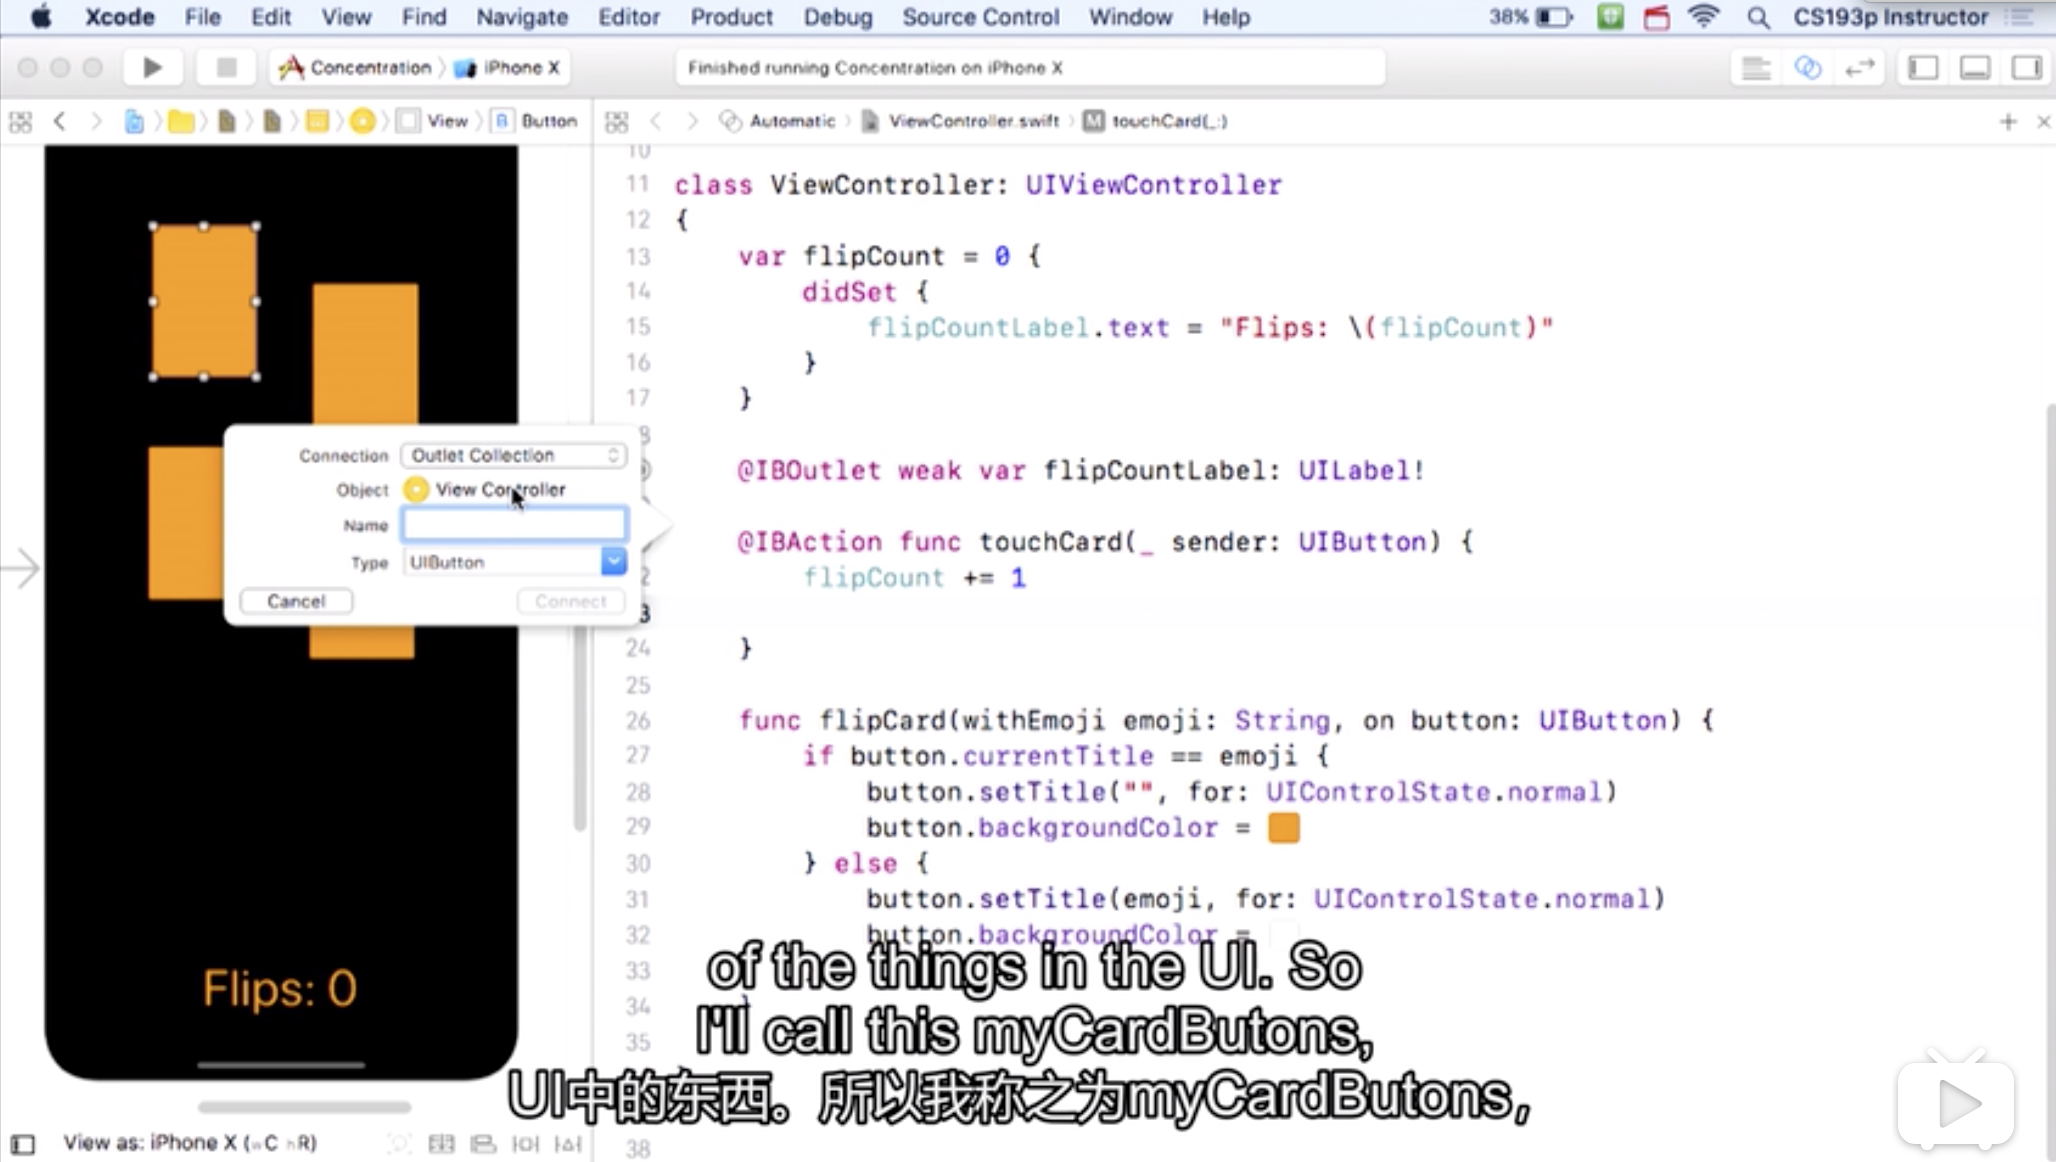 Xcode File Edit View Find Navigate Editor Product Debug Source Control Window Help 38% CS193p Instructor
Concentration iPhone X Finished running Concentration on iPhone X
View Button Automatic ViewController.swift M touchCard(_:)
10
11 class ViewController: UIViewController
12 {
13 var flipCount = 0 {
14 didSet {
15 flipCountLabel.text = "Flips: \(flipCount)"
16 }
17 }
8
@IBOutlet weak var flipCountLabel: UILabel!
@IBAction func touchCard(_ sender: UIButton) {
2 flipCount += 1
3
24 }
25
26 func flipCard(withEmoji emoji: String, on button: UIButton) {
27 if button.currentTitle == emoji {
28 button.setTitle("", for: UIControlState.normal)
29 button.backgroundColor =
30 } else {
31 button.setTitle(emoji, for: UIControlState.normal)
32 button.backgroundColor =
33
34 }
35
38
Connection Outlet Collection
Object View Controller
Name
Type UIButton
Cancel Connect
Flips: 0
of the things in the UI. So
I'll call this myCardButons,
UI中的东西。所以我称之为myCardButons,
View as: iPhone X (wC hR)